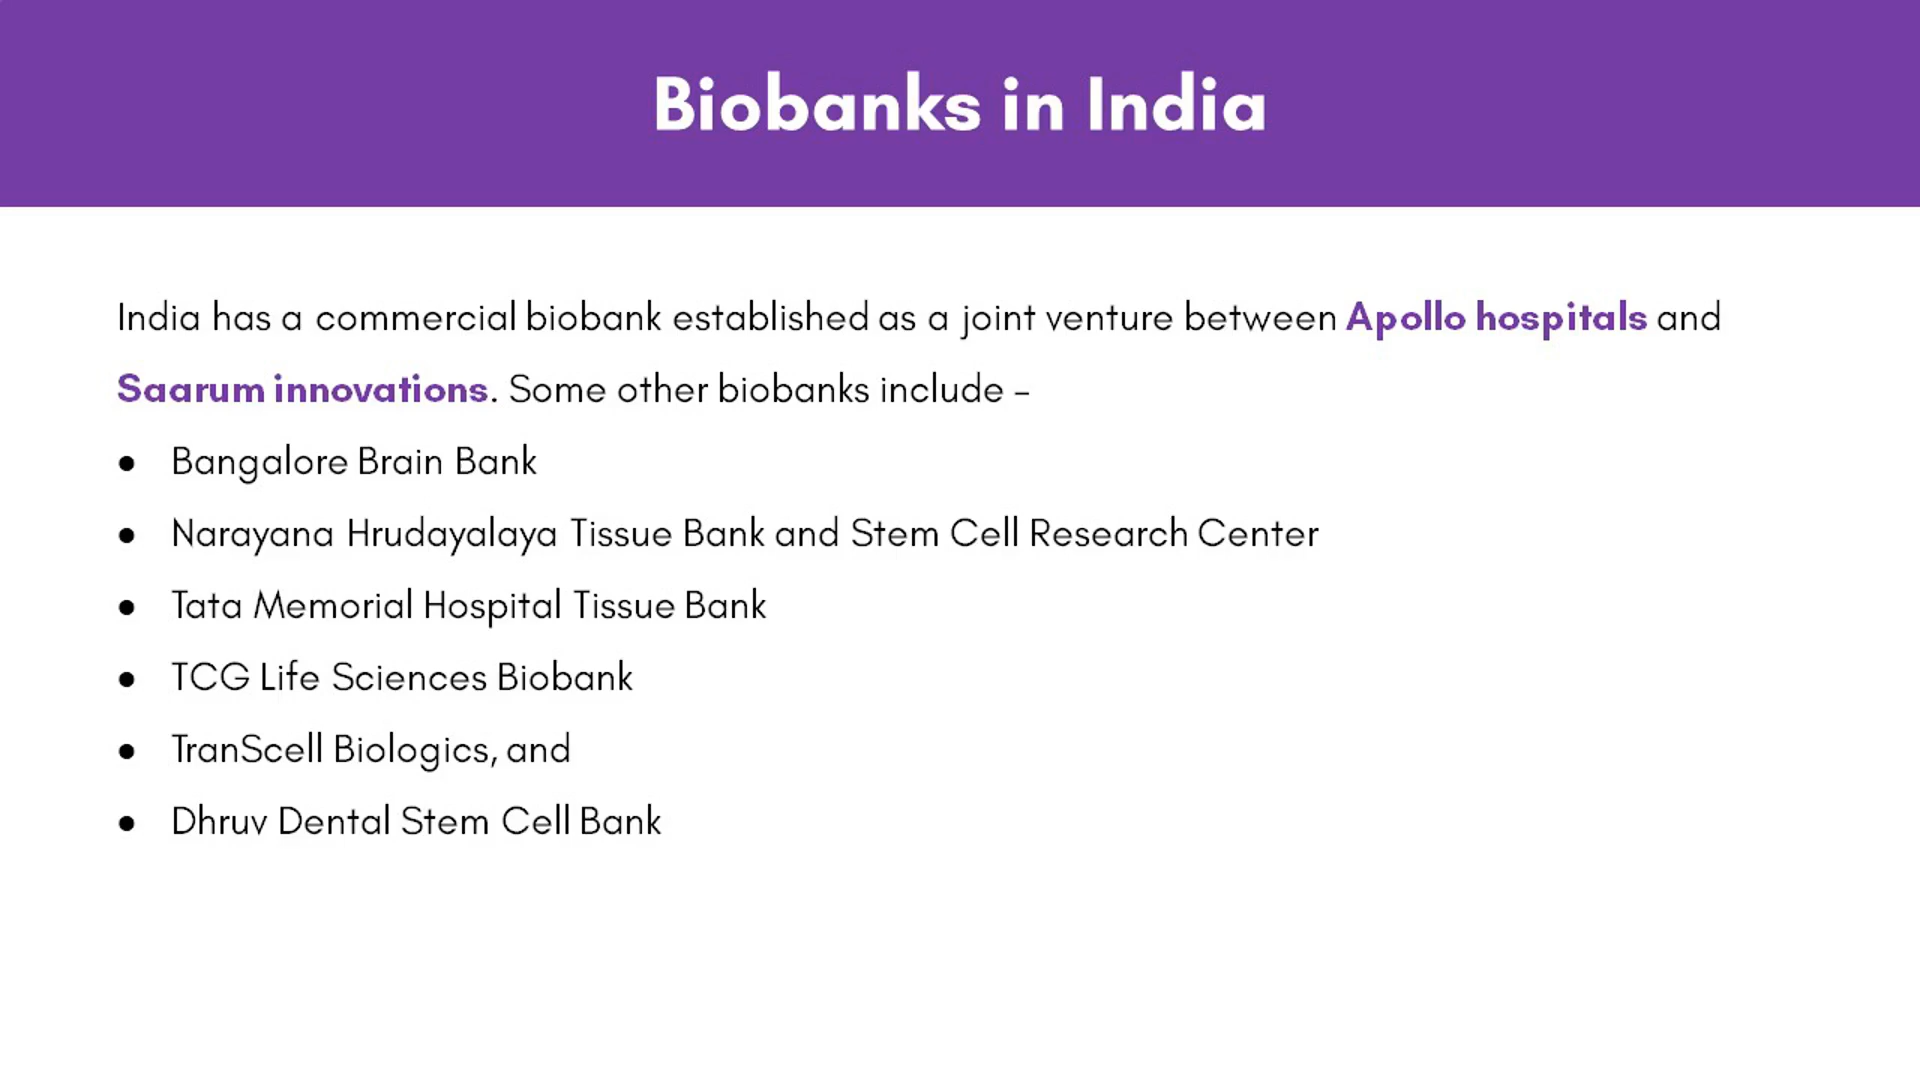 Biobanks in India
India has a commercial biobank established as a joint venture between Apollo hospitals and
Saarum innovations. Some other biobanks include –
● Bangalore Brain Bank
● Narayana Hrudayalaya Tissue Bank and Stem Cell Research Center
● Tata Memorial Hospital Tissue Bank
● TCG Life Sciences Biobank
● TranScell Biologics, and
● Dhruv Dental Stem Cell Bank